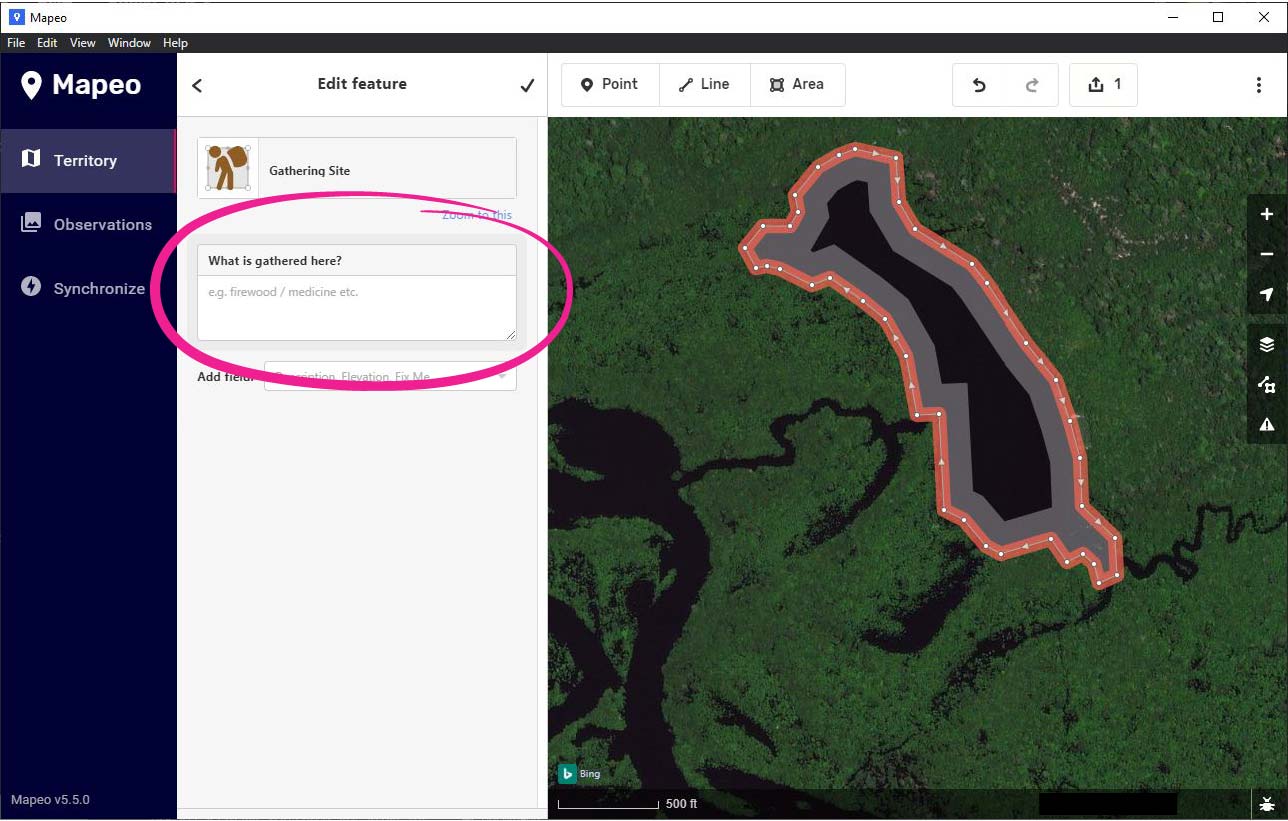 Mapeo
File Edit View Window Help
Mapeo
Territory
Observations
Synchronize
Mapeo v5.5.0
Edit feature
Gathering Site
Zoom to this
What is gathered here?
e.g. firewood / medicine etc.
Add field: Description, Elevation, Fix Me...
Point Line Area 1
Bing
500 ft